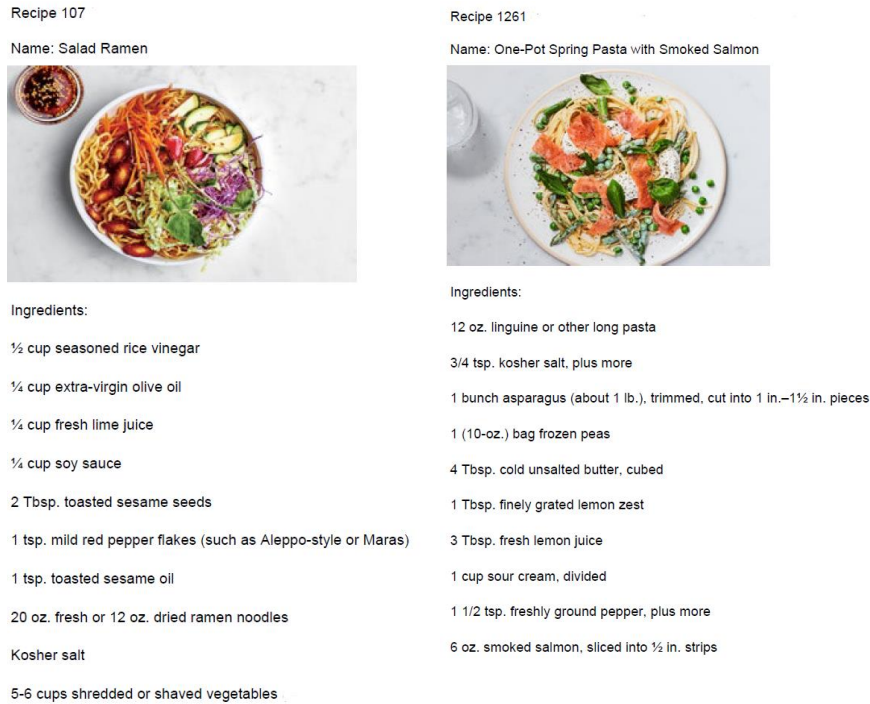 Recipe 107
Name: Salad Ramen
Ingredients:
½ cup seasoned rice vinegar
¼ cup extra-virgin olive oil
¼ cup fresh lime juice
¼ cup soy sauce
2 Tbsp. toasted sesame seeds
1 tsp. mild red pepper flakes (such as Aleppo-style or Maras)
1 tsp. toasted sesame oil
20 oz. fresh or 12 oz. dried ramen noodles
Kosher salt
5-6 cups shredded or shaved vegetables
Recipe 1261
Name: One-Pot Spring Pasta with Smoked Salmon
Ingredients:
12 oz. linguine or other long pasta
3/4 tsp. kosher salt, plus more
1 bunch asparagus (about 1 lb.), trimmed, cut into 1 in.–1½ in. pieces
1 (10-oz.) bag frozen peas
4 Tbsp. cold unsalted butter, cubed
1 Tbsp. finely grated lemon zest
3 Tbsp. fresh lemon juice
1 cup sour cream, divided
1 1/2 tsp. freshly ground pepper, plus more
6 oz. smoked salmon, sliced into ½ in. strips